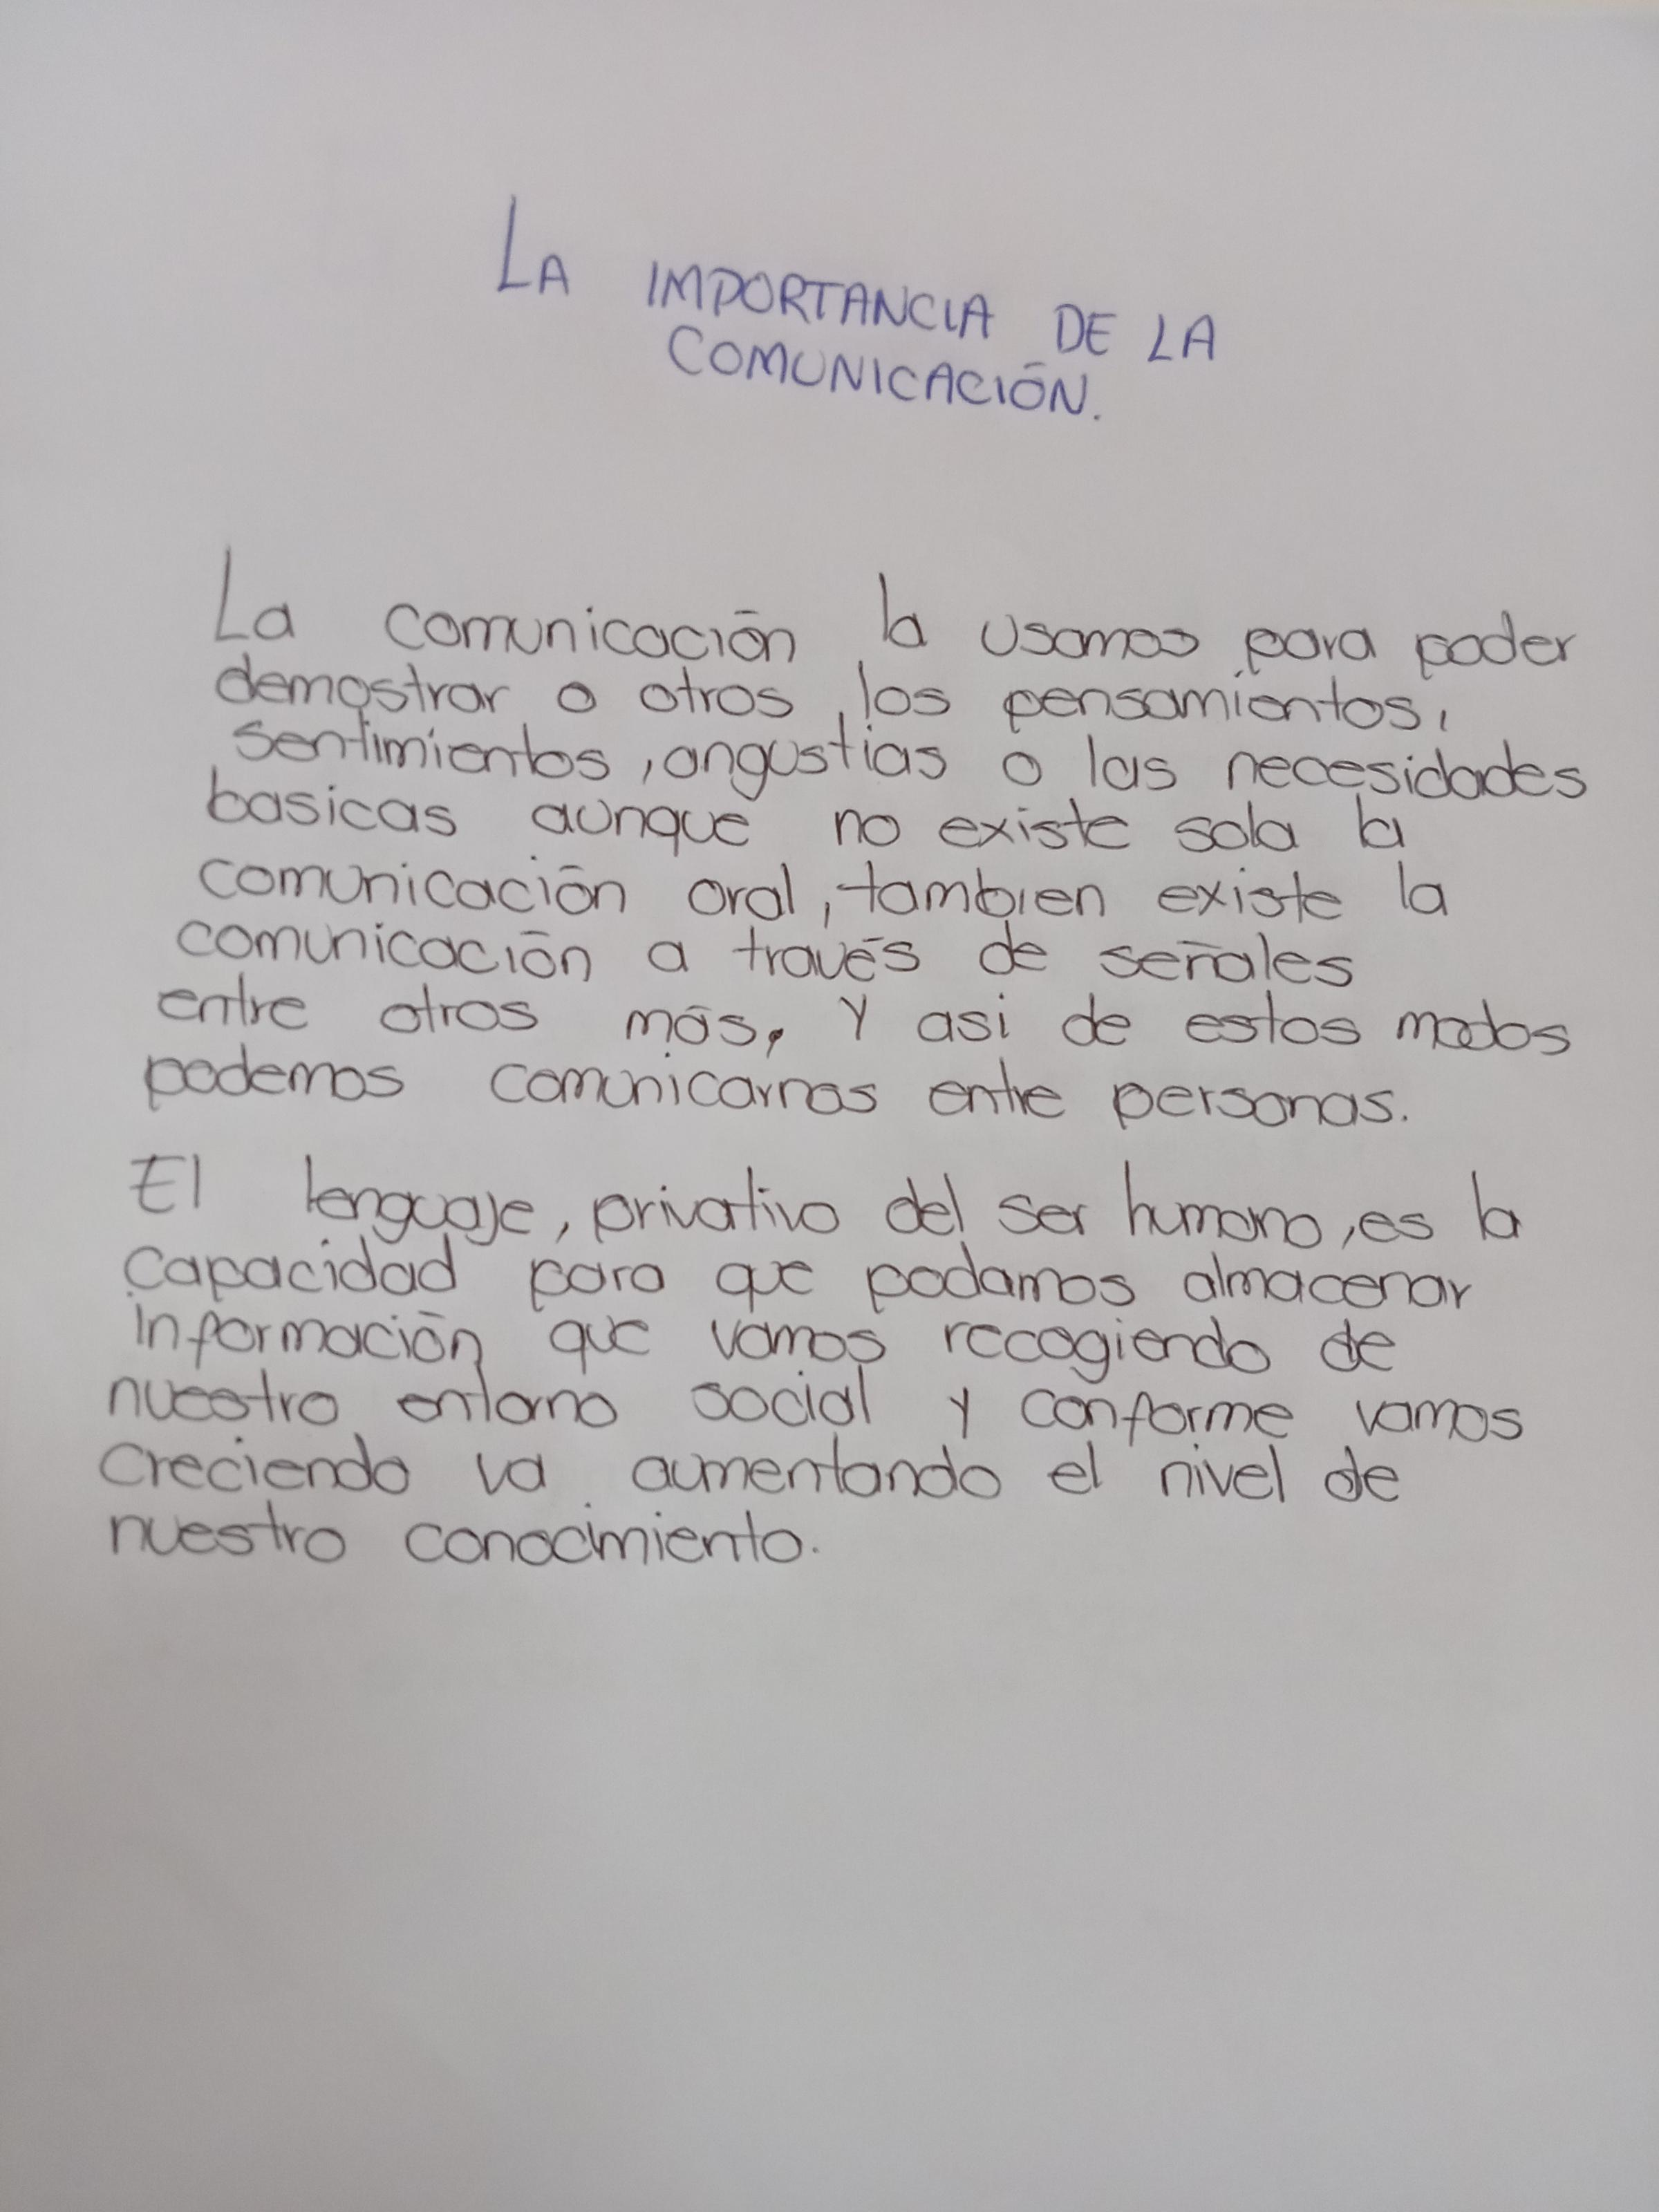 LA IMPORTANCIA DE LA
COMUNICACIÓN.
La comunicación la usamos para poder
demostrar a otros, los pensamientos,
sentimientos, angustias o las necesidades
basicas aunque no existe sola la
comunicación oral, tambien existe la
comunicación a través de señales
entre otros más, y asi de estos modos
podemos comunicarnos entre personas.
El lenguaje, privativo del ser humano, es la
capacidad para que podamos almacenar
información que vamos recogiendo de
nuestro entorno social y conforme vamos
creciendo va aumentando el nivel de
nuestro conocimiento.